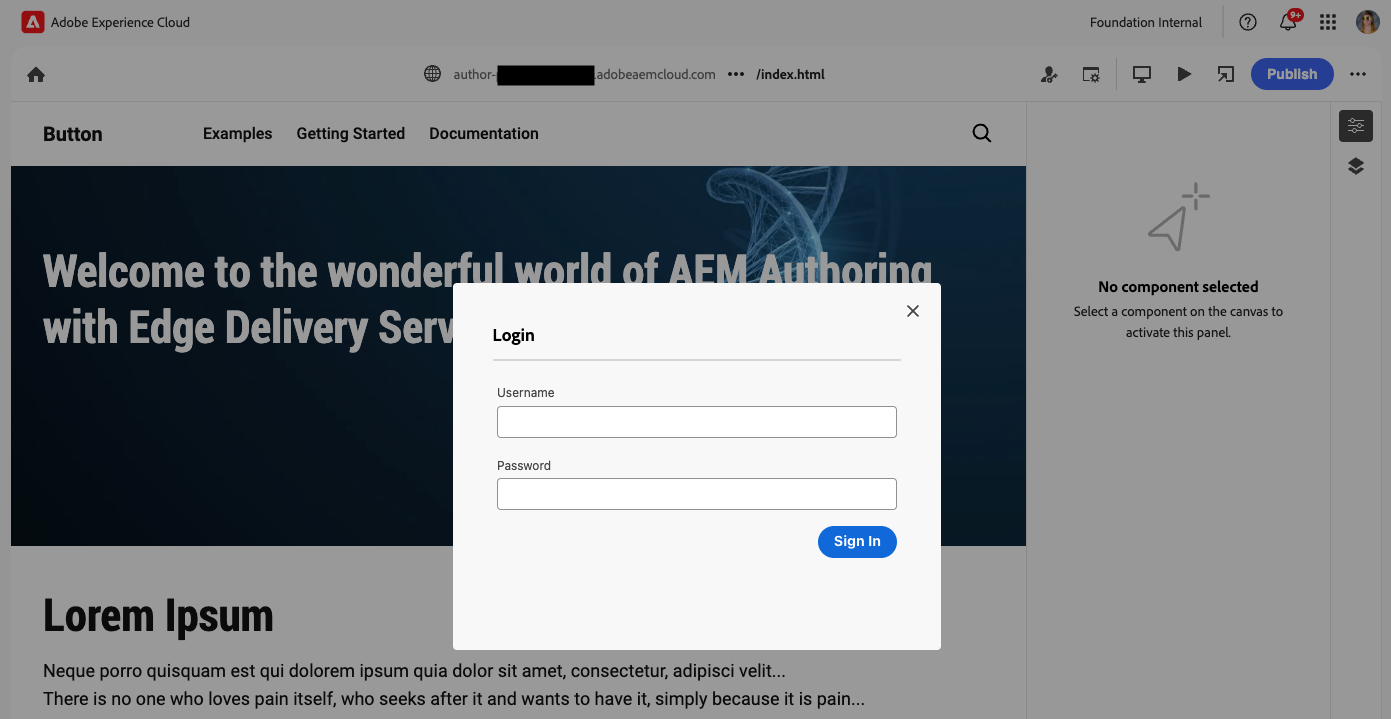 Adobe Experience Cloud
Foundation Internal
9+
author-
.adobeaemcloud.com
/index.html
Publish
Button
Examples
Getting Started
Documentation
Welcome to the wonderful world of AEM Authoring
with Edge Delivery Serv
No component selected
Select a component on the canvas to
activate this panel.
Login
Username
Password
Sign In
Lorem Ipsum
Neque porro quisquam est qui dolorem ipsum quia dolor sit amet, consectetur, adipisci velit...
There is no one who loves pain itself, who seeks after it and wants to have it, simply because it is pain...